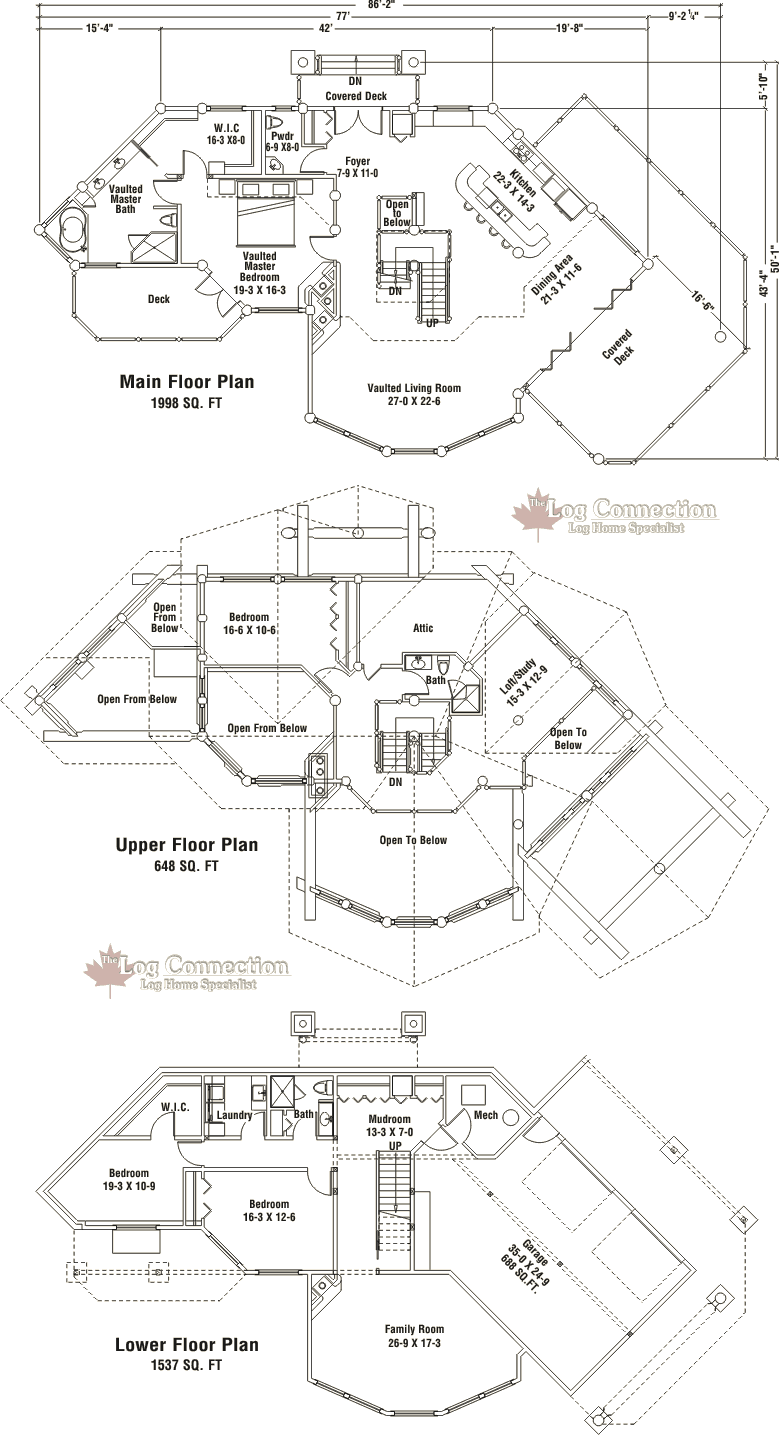 86'-2"
77'
9'-2 ¼"
15'-4"
42'
19'-8"
5'-10"
50'-1"
43'-4"
DN
Covered Deck
W.I.C
16-3 X8-0
Pwdr
6-9 X8-0
Foyer
7-9 X 11-0
Kitchen
22-3 X 14-3
Vaulted
Master
Bath
Open
to
Below
Vaulted
Master
Bedroom
19-3 X 16-3
Dining Area
21-3 X 11-6
DN
UP
Deck
16'-6"
Covered
Deck
Main Floor Plan
1998 SQ. FT
Vaulted Living Room
27-0 X 22-6
The Log Connection
Log Home Specialist
Open
From
Below
Bedroom
16-6 X 10-6
Attic
Bath
Loft/Study
15-3 X 12-9
Open From Below
Open From Below
Open To
Below
DN
Upper Floor Plan
648 SQ. FT
Open To Below
The Log Connection
Log Home Specialist
W.I.C.
Laundry
Bath
Mudroom
13-3 X 7-0
UP
Mech
Bedroom
19-3 X 10-9
Bedroom
16-3 X 12-6
Garage
35-0 X 24-9
688 SQ.FT.
Lower Floor Plan
1537 SQ. FT
Family Room
26-9 X 17-3